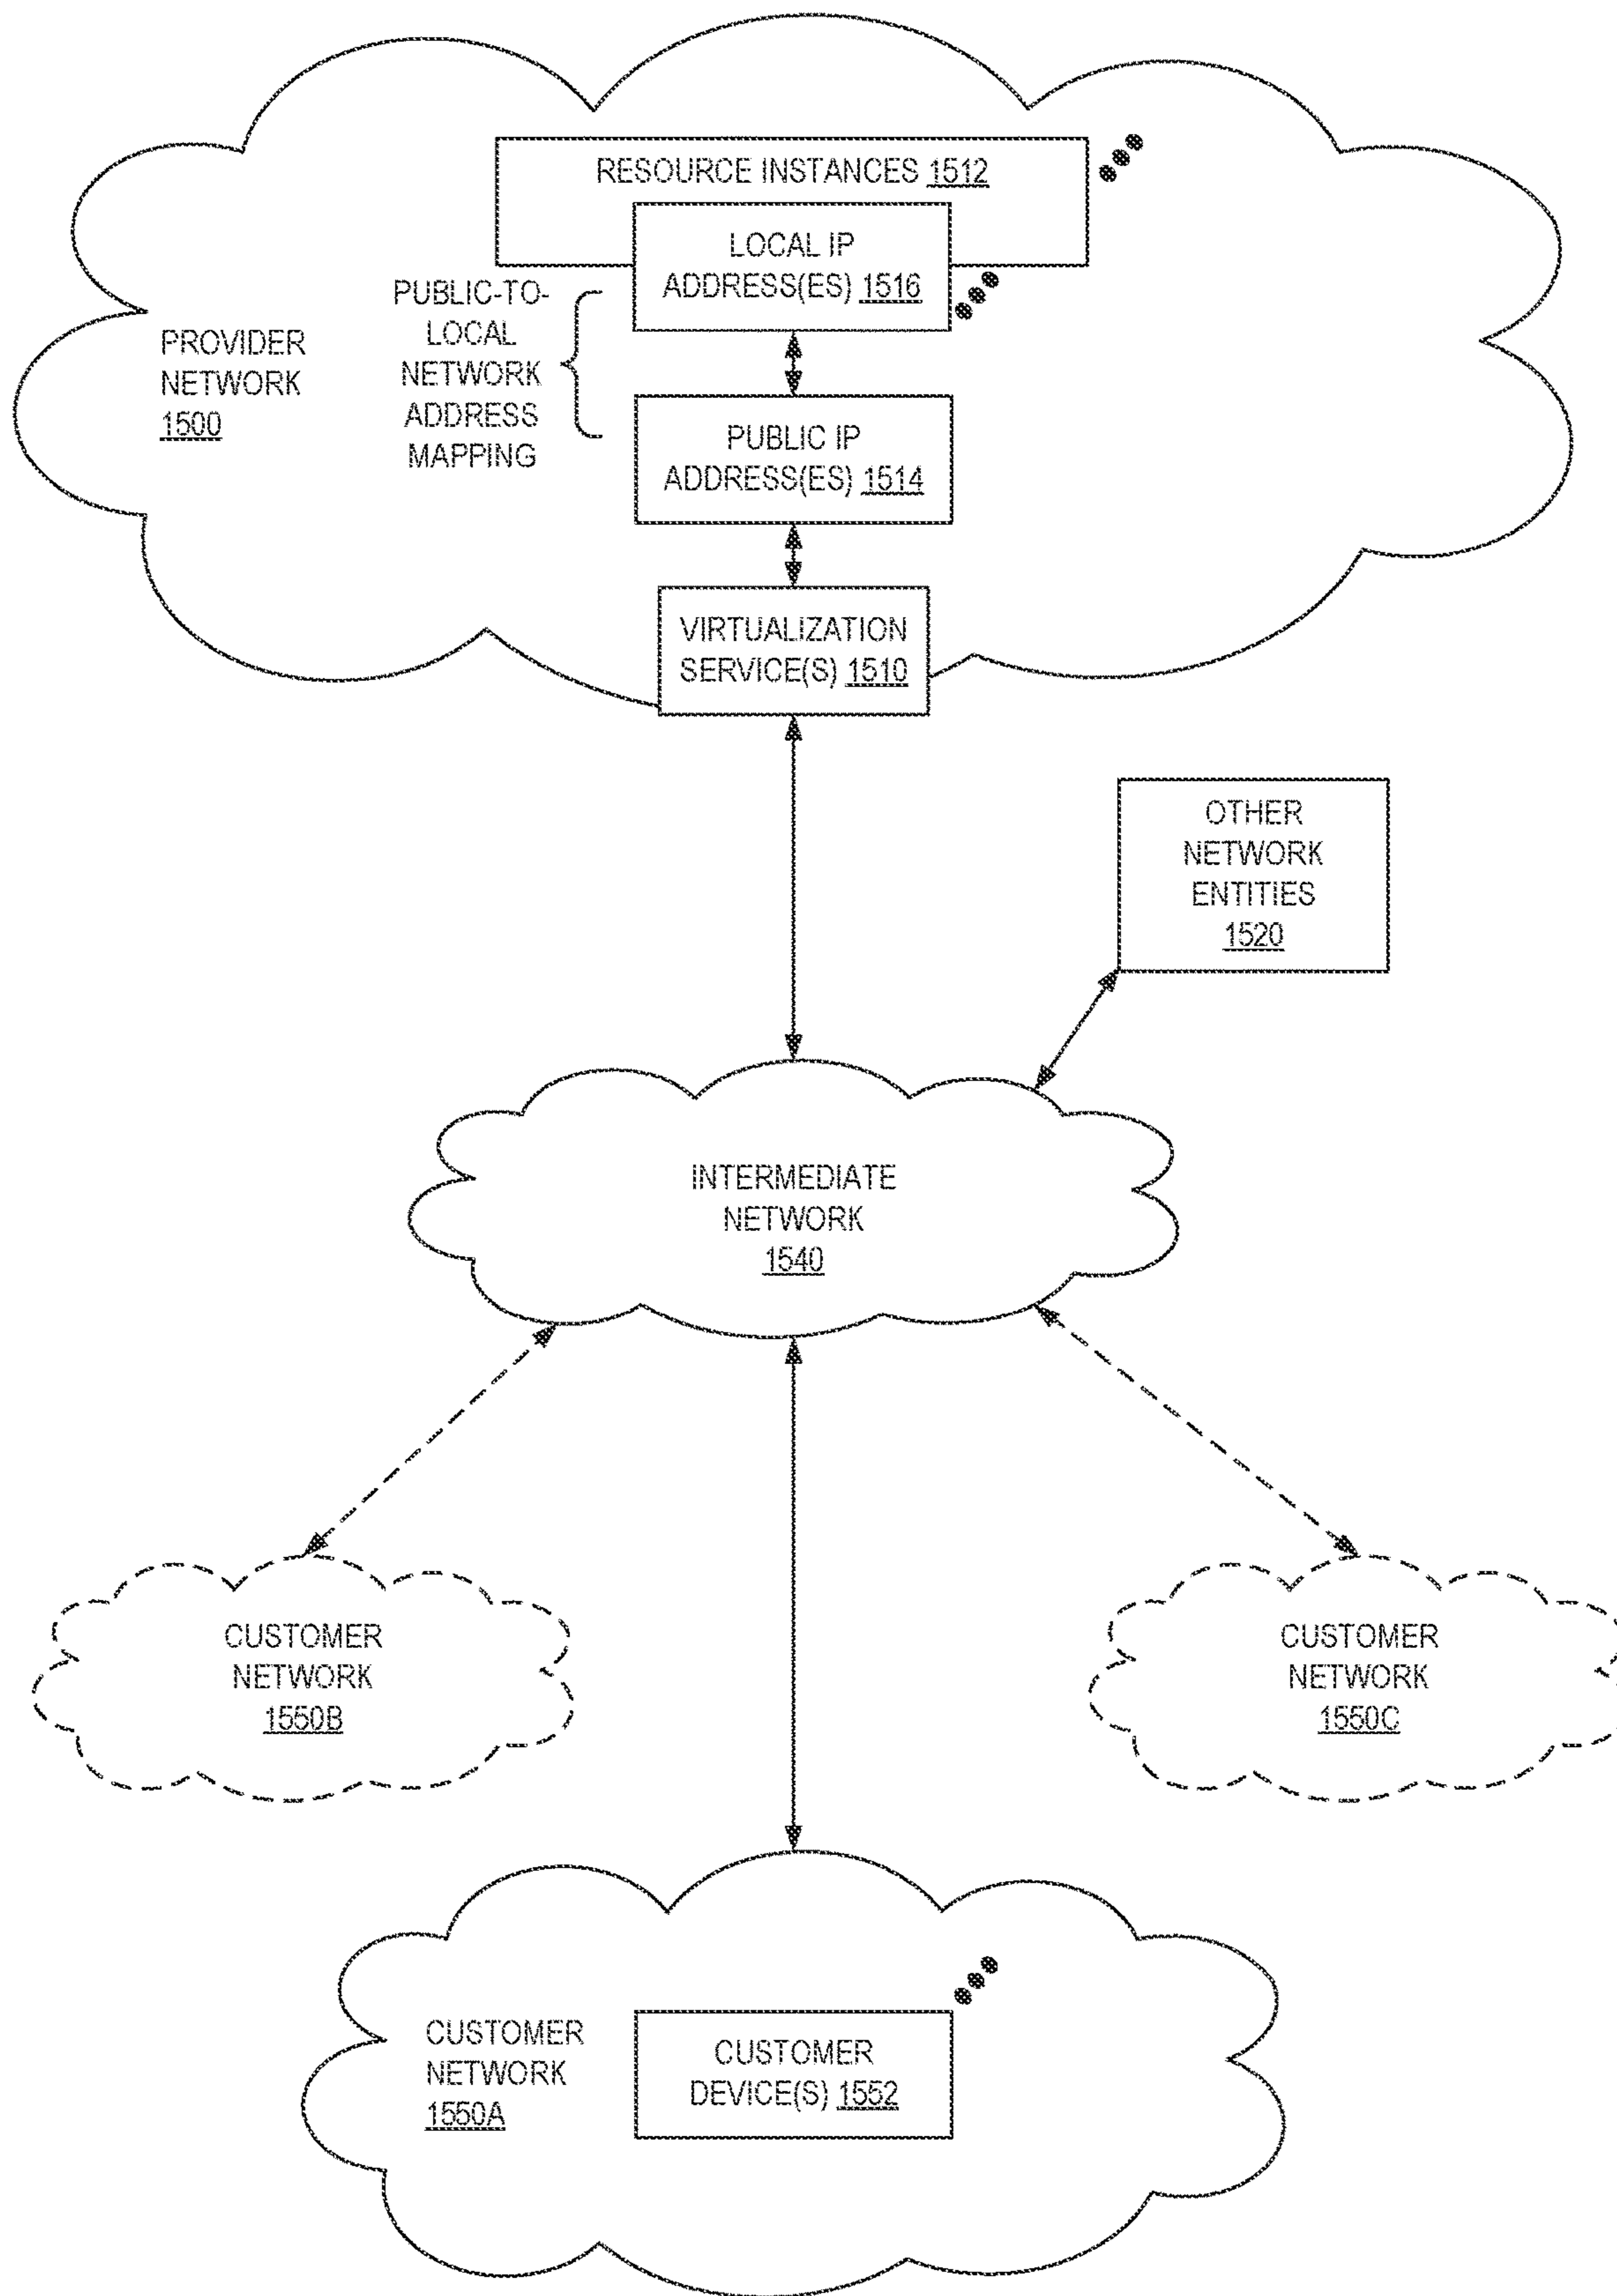 RESOURCE INSTANCES 1512
LOCAL IP
ADDRESS(ES) 1516
PUBLIC-TO-
LOCAL
NETWORK
ADDRESS
MAPPING
PROVIDER
NETWORK
1500
PUBLIC IP
ADDRESS(ES) 1514
VIRTUALIZATION
SERVICE(S) 1510
OTHER
NETWORK
ENTITIES
1520
INTERMEDIATE
NETWORK
1540
CUSTOMER
NETWORK
1550B
CUSTOMER
NETWORK
1550C
CUSTOMER
NETWORK
1550A
CUSTOMER
DEVICE(S) 1552